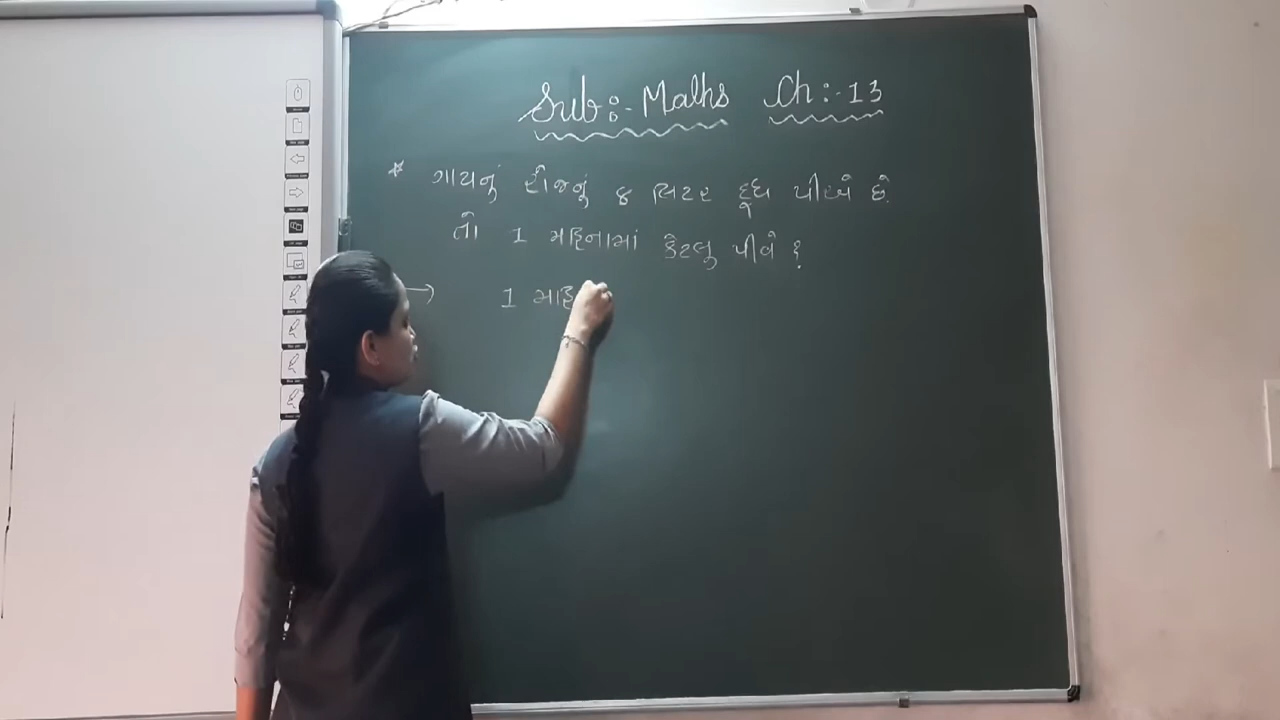 Sub:- Maths Ch:-13
* ગાયનું રોજનું ૪ લિટર દૂધ પીએ છે.
તો 1 મહિનામાં કેટલુ પીવે ?
→ 1 માહિ